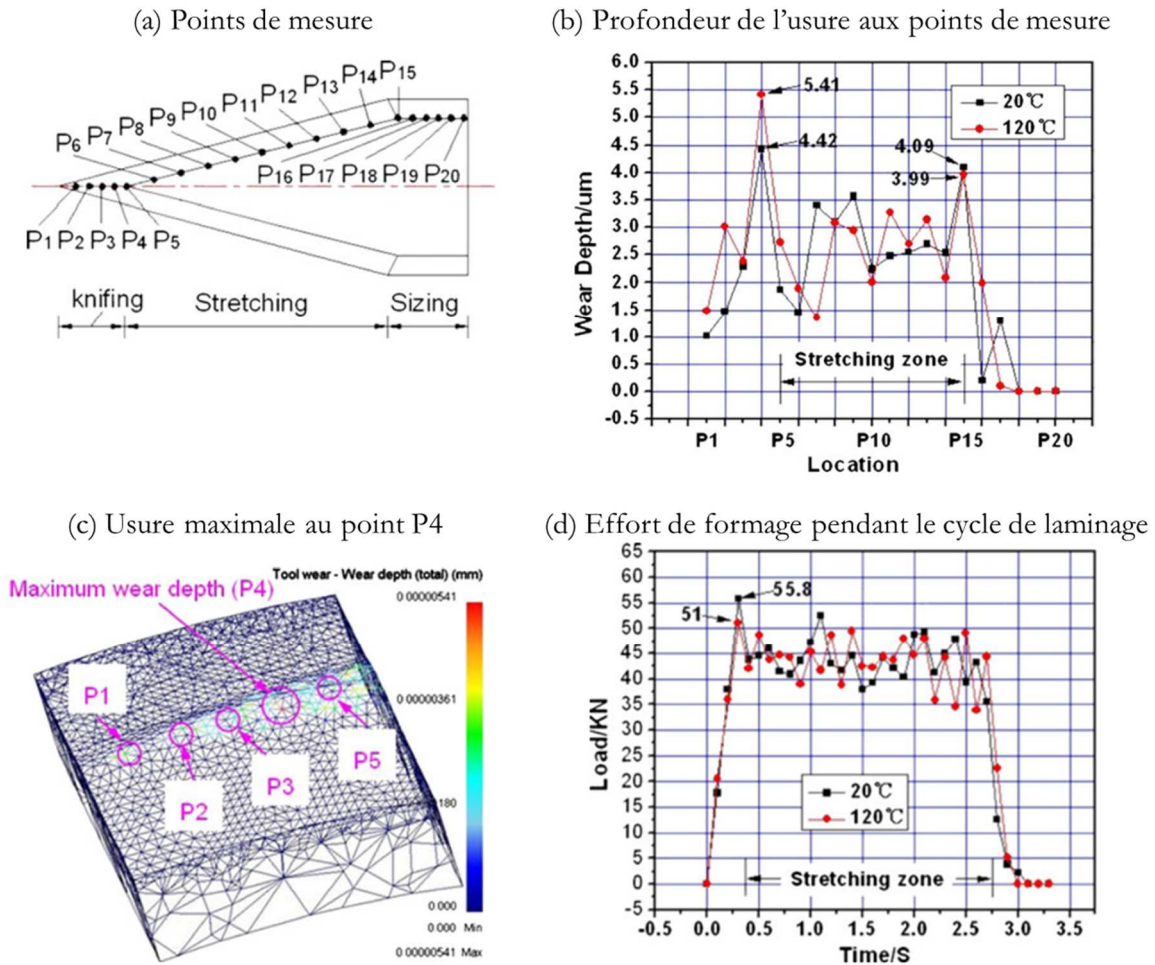 (a) Points de mesure
P1 P2 P3 P4 P5
P6 P7 P8 P9 P10 P11 P12 P13 P14 P15
P16 P17 P18 P19 P20
knifing Stretching Sizing
(b) Profondeur de l’usure aux points de mesure
6.0
5.5
5.0
4.5
4.0
3.5
3.0
2.5
2.0
1.5
1.0
0.5
0.0
-0.5
Wear Depth/um
5.41
4.42
4.09
3.99
20℃
120℃
Stretching zone
P1 P5 P10 P15 P20
Location
(c) Usure maximale au point P4
Tool wear - Wear depth (total) (mm)
Maximum wear depth (P4)
0 00000541
0 00000361
180
0 000
0.000 Min
0 00000541 Max
P1
P2
P3
P5
(d) Effort de formage pendant le cycle de laminage
65
60
55
50
45
40
35
30
25
20
15
10
5
0
-5
Load/KN
55.8
51
20℃
120℃
Stretching zone
-0.5 0.0 0.5 1.0 1.5 2.0 2.5 3.0 3.5
Time/S